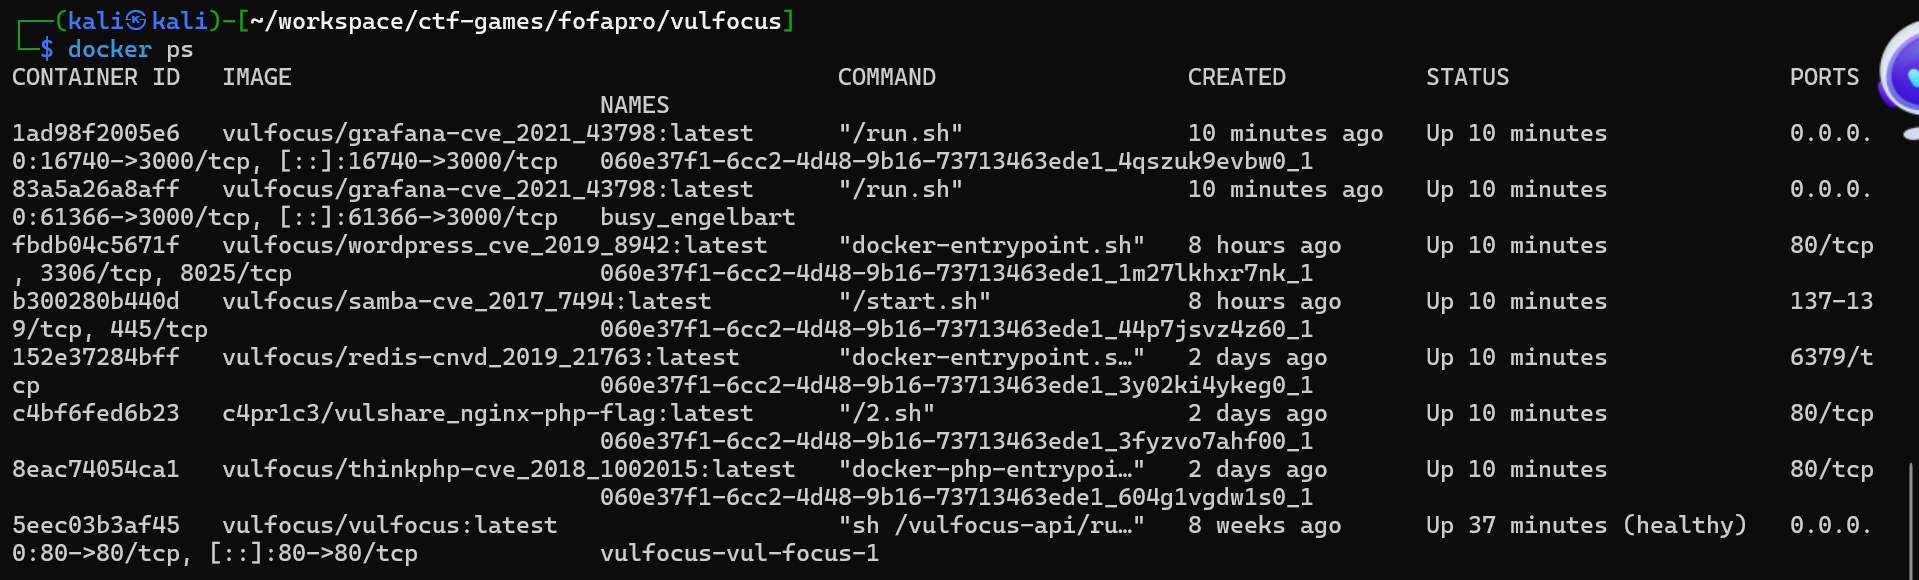 ┌──(kali㉿kali)-[~/workspace/ctf-games/fofapro/vulfocus]
└─$ docker ps
CONTAINER ID   IMAGE                                       COMMAND                  CREATED          STATUS                    PORTS
                                          NAMES
1ad98f2005e6   vulfocus/grafana-cve_2021_43798:latest      "/run.sh"                10 minutes ago   Up 10 minutes             0.0.0.
0:16740->3000/tcp, [::]:16740->3000/tcp   060e37f1-6cc2-4d48-9b16-73713463ede1_4qszuk9evbw0_1
83a5a26a8aff   vulfocus/grafana-cve_2021_43798:latest      "/run.sh"                10 minutes ago   Up 10 minutes             0.0.0.
0:61366->3000/tcp, [::]:61366->3000/tcp   busy_engelbart
fbdb04c5671f   vulfocus/wordpress_cve_2019_8942:latest     "docker-entrypoint.sh"   8 hours ago      Up 10 minutes             80/tcp
, 3306/tcp, 8025/tcp                      060e37f1-6cc2-4d48-9b16-73713463ede1_1m27lkhxr7nk_1
b300280b440d   vulfocus/samba-cve_2017_7494:latest         "/start.sh"              8 hours ago      Up 10 minutes             137-13
9/tcp, 445/tcp                            060e37f1-6cc2-4d48-9b16-73713463ede1_44p7jsvz4z60_1
152e37284bff   vulfocus/redis-cnvd_2019_21763:latest       "docker-entrypoint.s…"   2 days ago       Up 10 minutes             6379/t
cp                                        060e37f1-6cc2-4d48-9b16-73713463ede1_3y02ki4ykeg0_1
c4bf6fed6b23   c4pr1c3/vulshare_nginx-php-flag:latest      "/2.sh"                  2 days ago       Up 10 minutes             80/tcp
                                          060e37f1-6cc2-4d48-9b16-73713463ede1_3fyzvo7ahf00_1
8eac74054ca1   vulfocus/thinkphp-cve_2018_1002015:latest   "docker-php-entrypoi…"   2 days ago       Up 10 minutes             80/tcp
                                          060e37f1-6cc2-4d48-9b16-73713463ede1_604g1vgdw1s0_1
5eec03b3af45   vulfocus/vulfocus:latest                    "sh /vulfocus-api/ru…"   8 weeks ago      Up 37 minutes (healthy)   0.0.0.
0:80->80/tcp, [::]:80->80/tcp             vulfocus-vul-focus-1